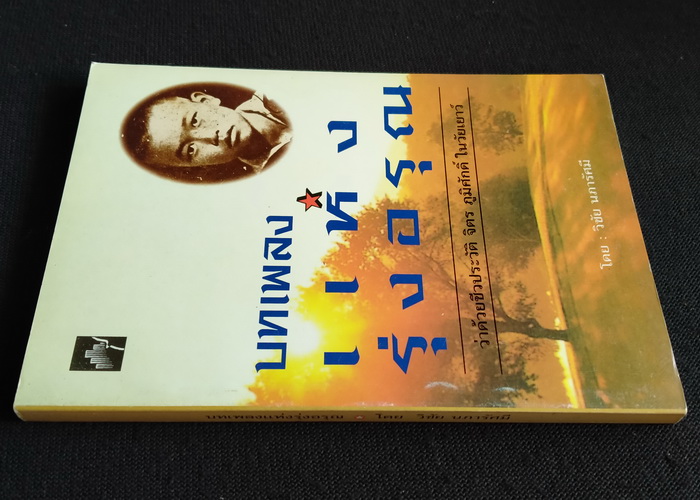 บทเพลง
แห่ง
รุ่งอรุณ
ว่าด้วยชีวประวัติ จิตร ภูมิศักดิ์ ในวัยเยาว์
โดย : วิชัย นภารัศมี
บทเพลงแห่งรุ่งอรุณ โดย วิชัย นภารัศมี